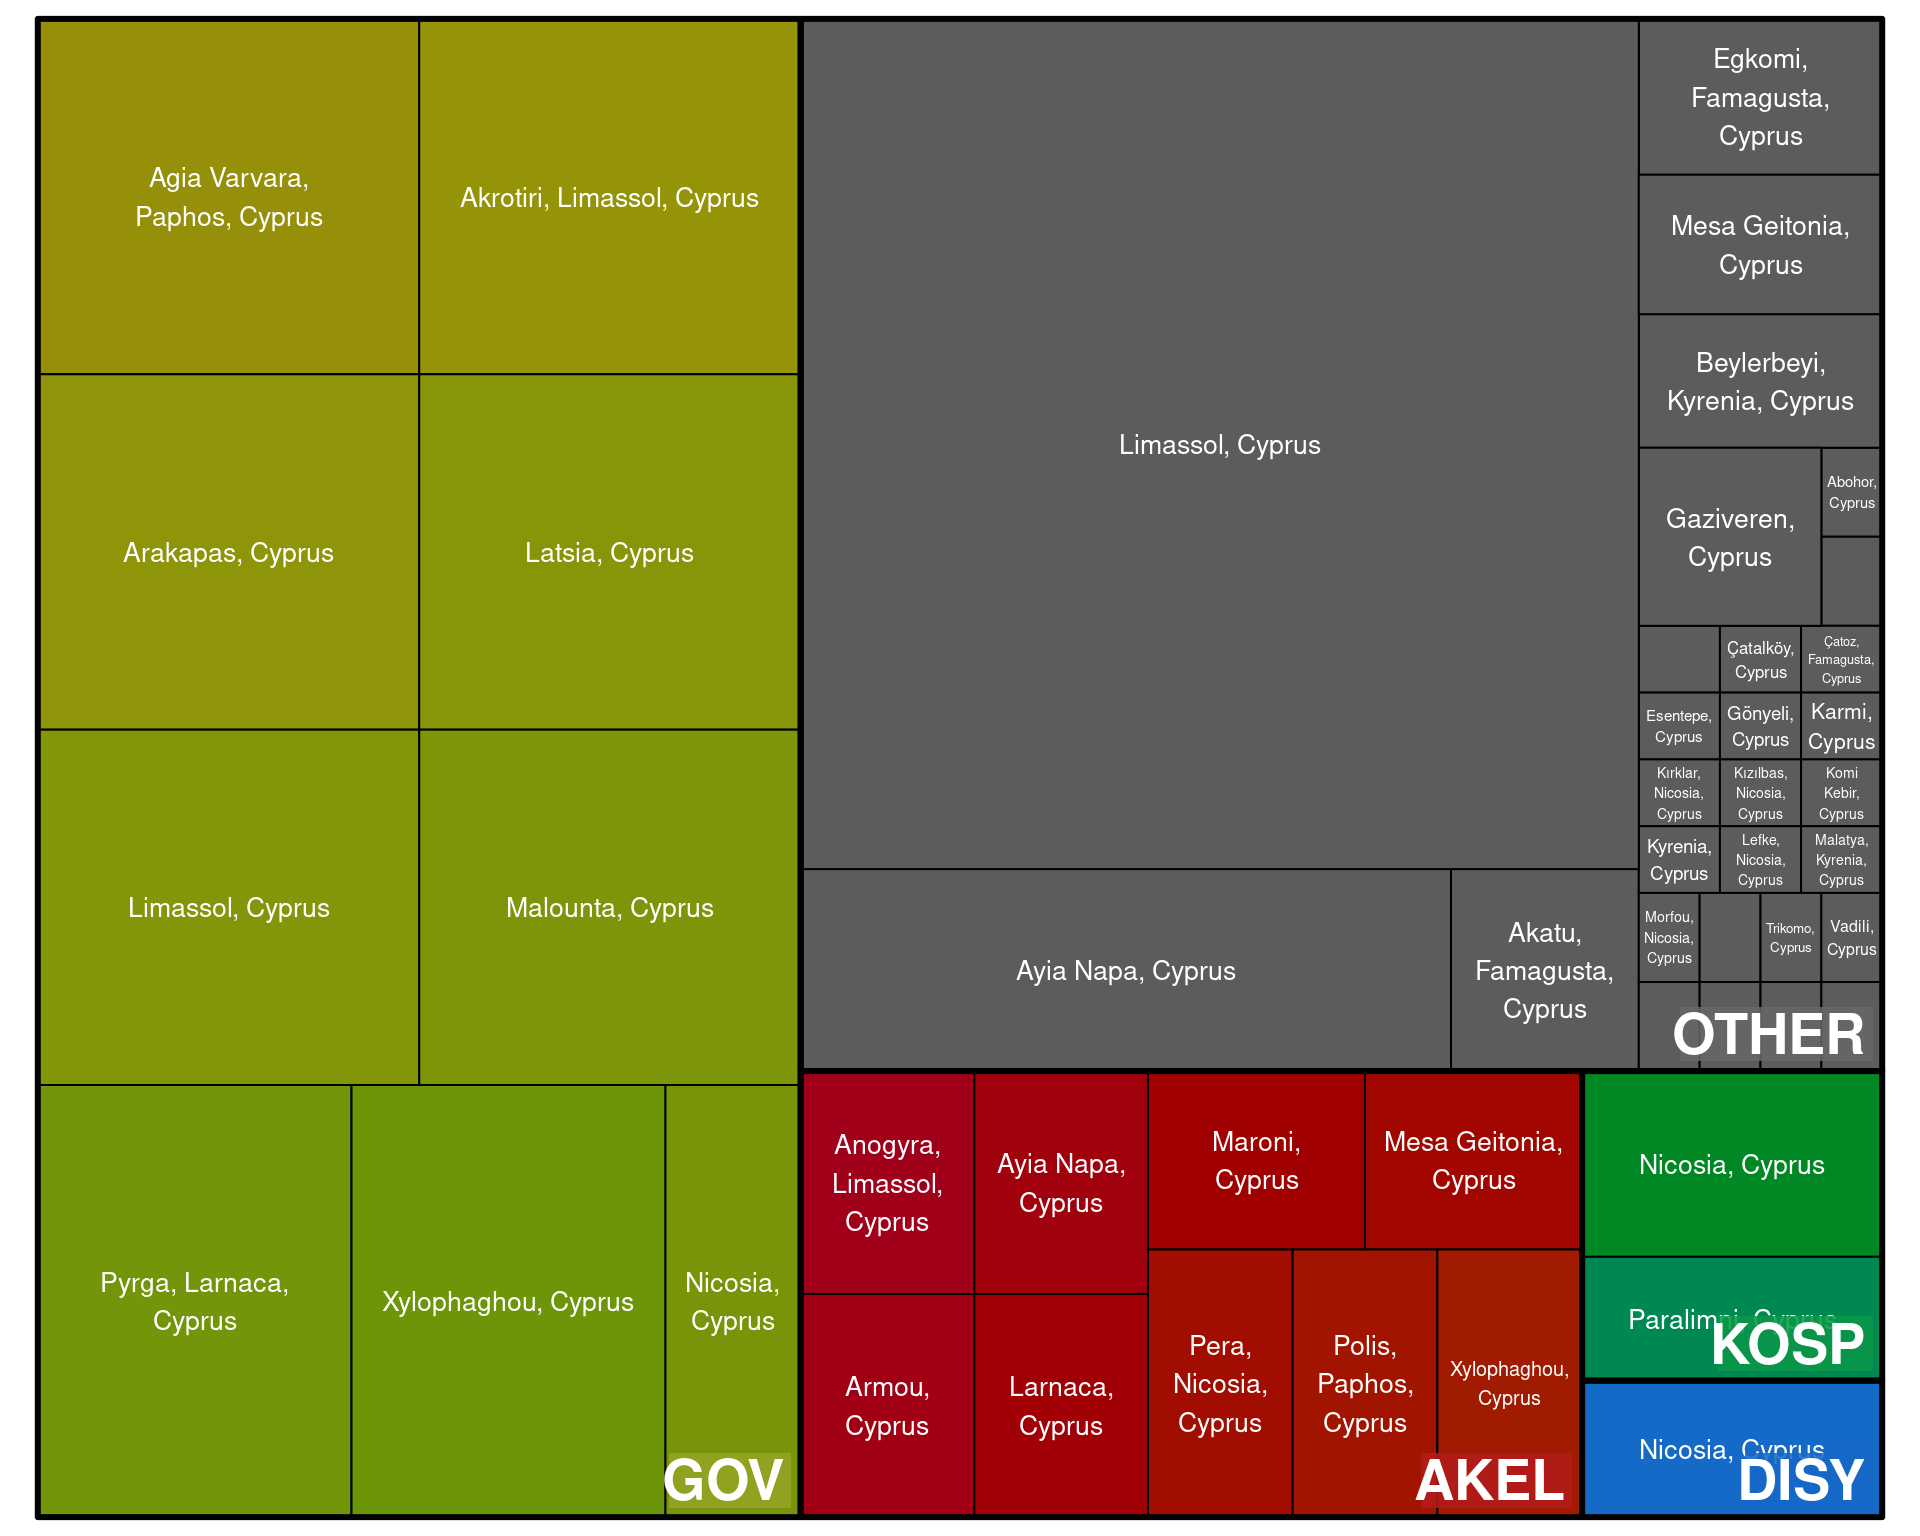 Agia Varvara,
Paphos, Cyprus
Akrotiri, Limassol, Cyprus
Arakapas, Cyprus
Latsia, Cyprus
Limassol, Cyprus
Malounta, Cyprus
Pyrga, Larnaca,
Cyprus
Xylophaghou, Cyprus
Nicosia,
Cyprus
GOV
Limassol, Cyprus
Ayia Napa, Cyprus
Akatu,
Famagusta,
Cyprus
Egkomi,
Famagusta,
Cyprus
Mesa Geitonia,
Cyprus
Beylerbeyi,
Kyrenia, Cyprus
Gaziveren,
Cyprus
Abohor,
Cyprus
Çatalköy,
Cyprus
Çatoz,
Famagusta,
Cyprus
Esentepe,
Cyprus
Gönyeli,
Cyprus
Karmi,
Cyprus
Kırklar,
Nicosia,
Cyprus
Kızılbas,
Nicosia,
Cyprus
Komi
Kebir,
Cyprus
Kyrenia,
Cyprus
Lefke,
Nicosia,
Cyprus
Malatya,
Kyrenia,
Cyprus
Morfou,
Nicosia,
Cyprus
Trikomo,
Cyprus
Vadili,
Cyprus
OTHER
Anogyra,
Limassol,
Cyprus
Ayia Napa,
Cyprus
Maroni,
Cyprus
Mesa Geitonia,
Cyprus
Armou,
Cyprus
Larnaca,
Cyprus
Pera,
Nicosia,
Cyprus
Polis,
Paphos,
Cyprus
Xylophaghou,
Cyprus
AKEL
Nicosia, Cyprus
Paralimni, Cyprus
KOSP
Nicosia, Cyprus
DISY